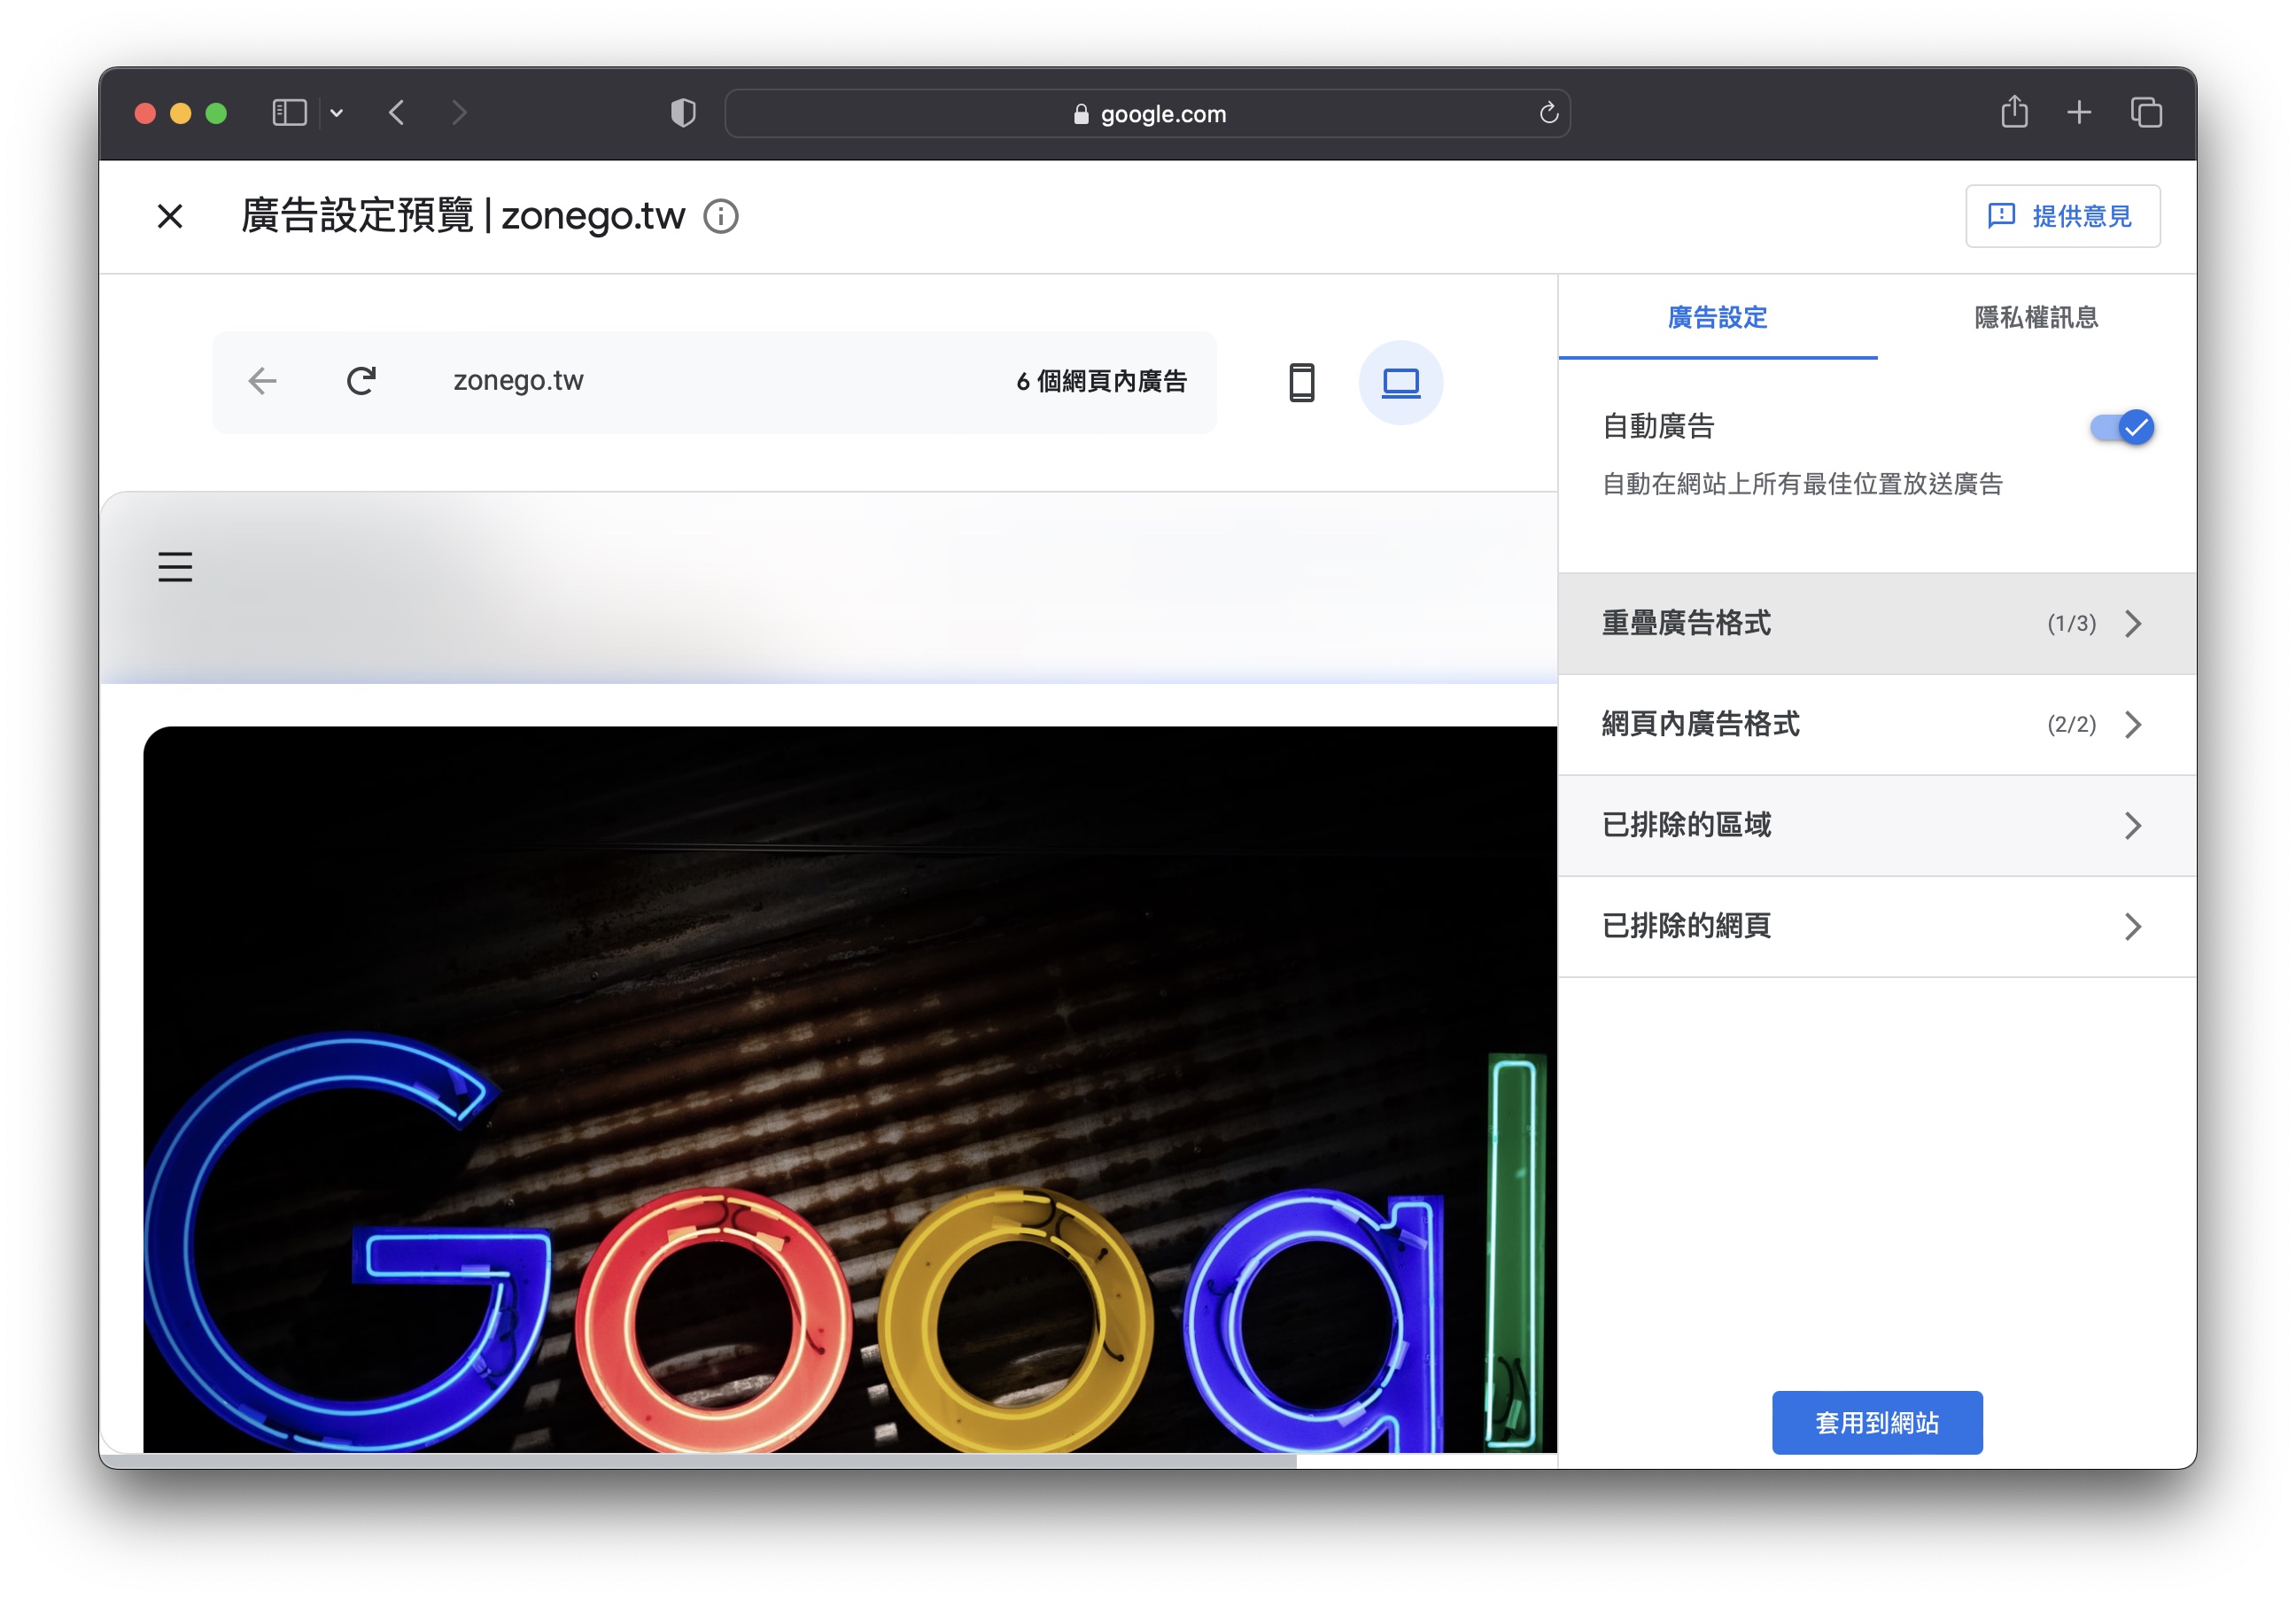 google.com
廣告設定預覽 | zonego.tw
提供意見
zonego.tw
6 個網頁內廣告
廣告設定
隱私權訊息
自動廣告
自動在網站上所有最佳位置放送廣告
重疊廣告格式 (1/3)
網頁內廣告格式 (2/2)
已排除的區域
已排除的網頁
Googl
套用到網站